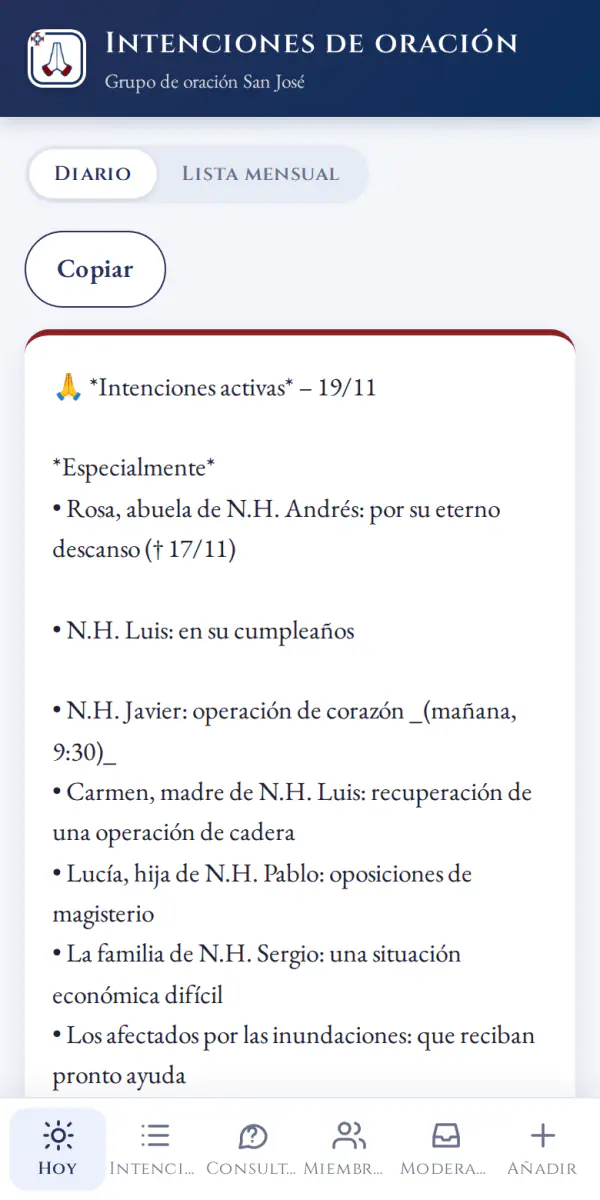 Intenciones de oración
Grupo de oración San José
Diario
Lista mensual
Copiar
🙏 *Intenciones activas* – 19/11
*Especialmente*
• Rosa, abuela de N.H. Andrés: por su eterno
descanso († 17/11)
• N.H. Luis: en su cumpleaños
• N.H. Javier: operación de corazón _(mañana,
9:30)_
• Carmen, madre de N.H. Luis: recuperación de
una operación de cadera
• Lucía, hija de N.H. Pablo: oposiciones de
magisterio
• La familia de N.H. Sergio: una situación
económica difícil
• Los afectados por las inundaciones: que reciban
pronto ayuda
Hoy
Intenci...
Consult...
Miembr...
Modera...
Añadir